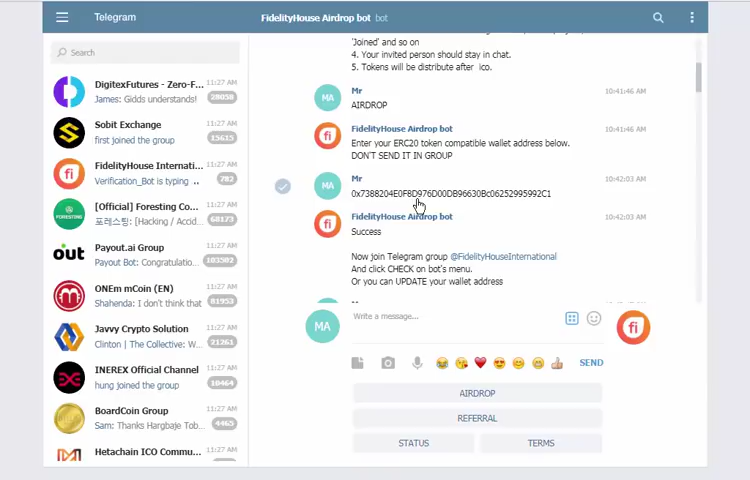 Telegram
FidelityHouse Airdrop bot bot
Search
DigitexFutures - Zero-F... 11:27 AM
James: Gidds understands! 28058
Sobit Exchange 11:27 AM
first joined the group 15615
FidelityHouse Internati... 11:27 AM
Verification_Bot is typing .. 782
[Official] Foresting Co... 11:27 AM
포레스팅: [Hacking / Accid... 68173
Payout.ai Group 11:27 AM
Payout Bot: Congratulatio... 103502
ONEm mCoin (EN) 11:27 AM
Shahenda: I don't think that 81953
Javvy Crypto Solution 11:27 AM
Clinton | The Collective: W... 21261
INEREX Official Channel 11:27 AM
hung joined the group 10464
BoardCoin Group 11:27 AM
Sam: Thanks Hargbaje Tob... 4465
Hetachain ICO Commu... 11:27 AM
'Joined' and so on
4. Your invited person should stay in chat.
5. Tokens will be distribute after ico.
MA
Mr 10:41:46 AM
AIRDROP
fi
FidelityHouse Airdrop bot 10:41:46 AM
Enter your ERC20 token compatible wallet address below.
DON'T SEND IT IN GROUP
MA
Mr 10:42:03 AM
0x7388204E0F8D976D00DB96630Bc06252995992C1
fi
FidelityHouse Airdrop bot 10:42:03 AM
Success
Now join Telegram group @FidelityHouseInternational
And click CHECK on bot's menu.
Or you can UPDATE your wallet address
MA
Write a message...
fi
SEND
AIRDROP
REFERRAL
STATUS TERMS